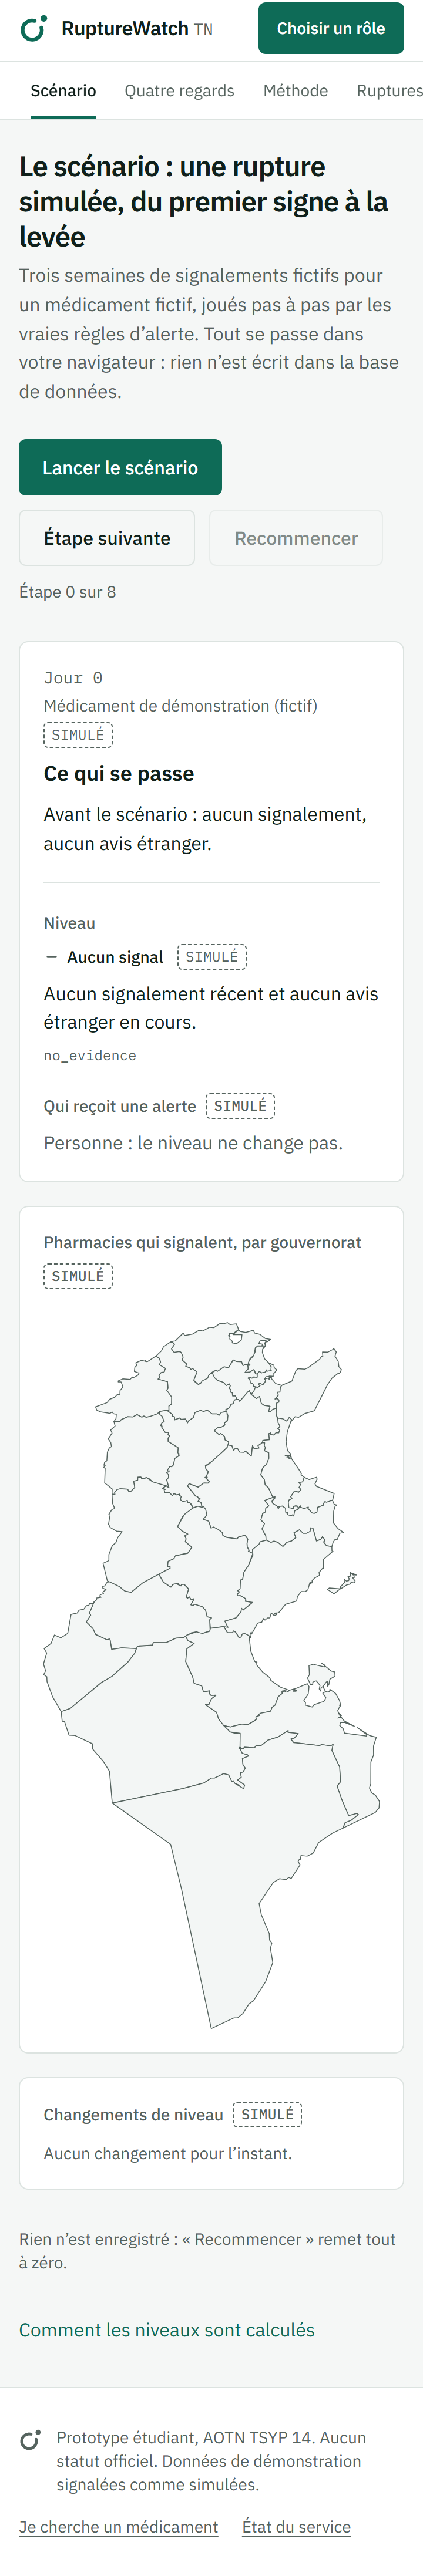 RuptureWatch TN
Choisir un rôle
Scénario Quatre regards Méthode Ruptures
Le scénario : une rupture
simulée, du premier signe à la
levée
Trois semaines de signalements fictifs pour
un médicament fictif, joués pas à pas par les
vraies règles d’alerte. Tout se passe dans
votre navigateur : rien n’est écrit dans la base
de données.
Lancer le scénario
Étape suivante
Recommencer
Étape 0 sur 8
Jour 0
Médicament de démonstration (fictif)
SIMULÉ
Ce qui se passe
Avant le scénario : aucun signalement,
aucun avis étranger.
Niveau
– Aucun signal SIMULÉ
Aucun signalement récent et aucun avis
étranger en cours.
no_evidence
Qui reçoit une alerte SIMULÉ
Personne : le niveau ne change pas.
Pharmacies qui signalent, par gouvernorat
SIMULÉ
Changements de niveau SIMULÉ
Aucun changement pour l’instant.
Rien n’est enregistré : « Recommencer » remet tout
à zéro.
Comment les niveaux sont calculés
Prototype étudiant, AOTN TSYP 14. Aucun
statut officiel. Données de démonstration
signalées comme simulées.
Je cherche un médicament
État du service